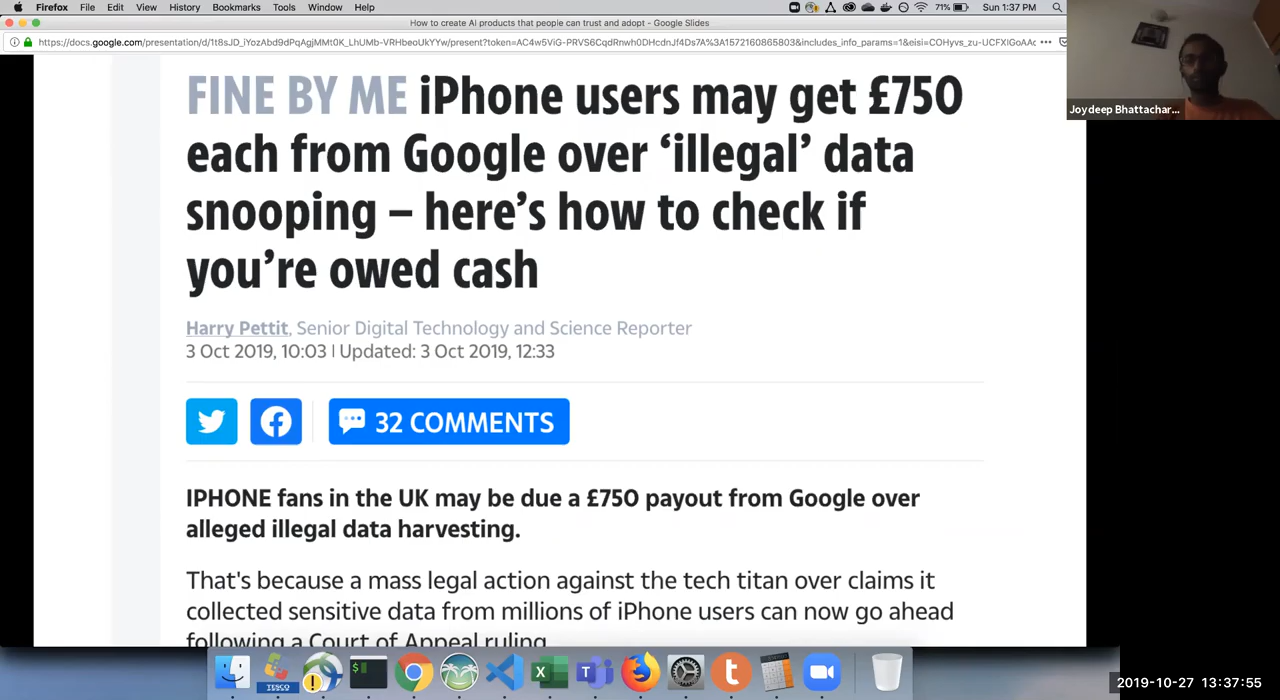 Firefox File Edit View History Bookmarks Tools Window Help 71% Sun 1:37 PM
How to create AI products that people can trust and adopt - Google Slides
FINE BY ME iPhone users may get £750
each from Google over ‘illegal’ data
snooping – here’s how to check if
you’re owed cash
Harry Pettit, Senior Digital Technology and Science Reporter
3 Oct 2019, 10:03 | Updated: 3 Oct 2019, 12:33
32 COMMENTS
IPHONE fans in the UK may be due a £750 payout from Google over
alleged illegal data harvesting.
That's because a mass legal action against the tech titan over claims it
collected sensitive data from millions of iPhone users can now go ahead
following a Court of Appeal ruling
Joydeep Bhattachar...
TESCO
2019-10-27 13:37:55